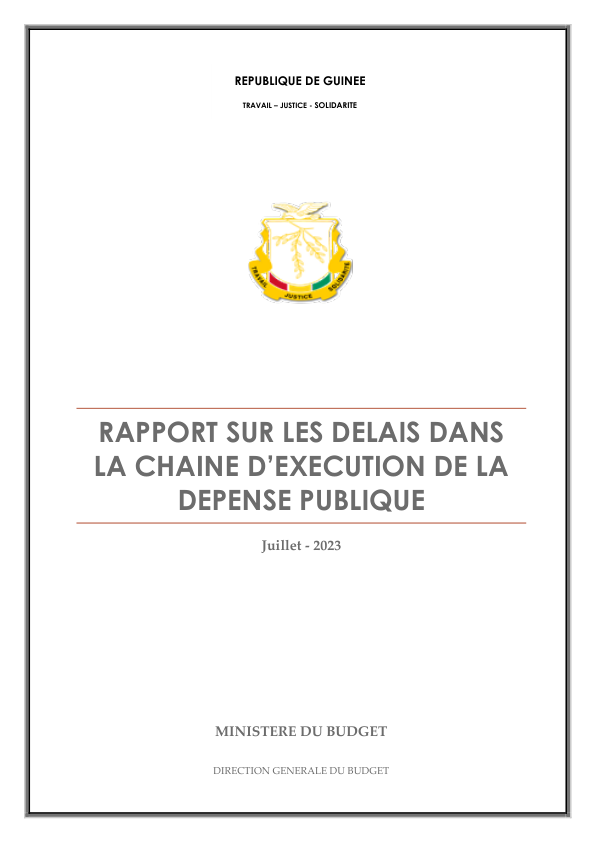 REPUBLIQUE DE GUINEE
TRAVAIL – JUSTICE - SOLIDARITE
TRAVAIL
JUSTICE
SOLIDARITE
RAPPORT SUR LES DELAIS DANS
LA CHAINE D’EXECUTION DE LA
DEPENSE PUBLIQUE
Juillet - 2023
MINISTERE DU BUDGET
DIRECTION GENERALE DU BUDGET